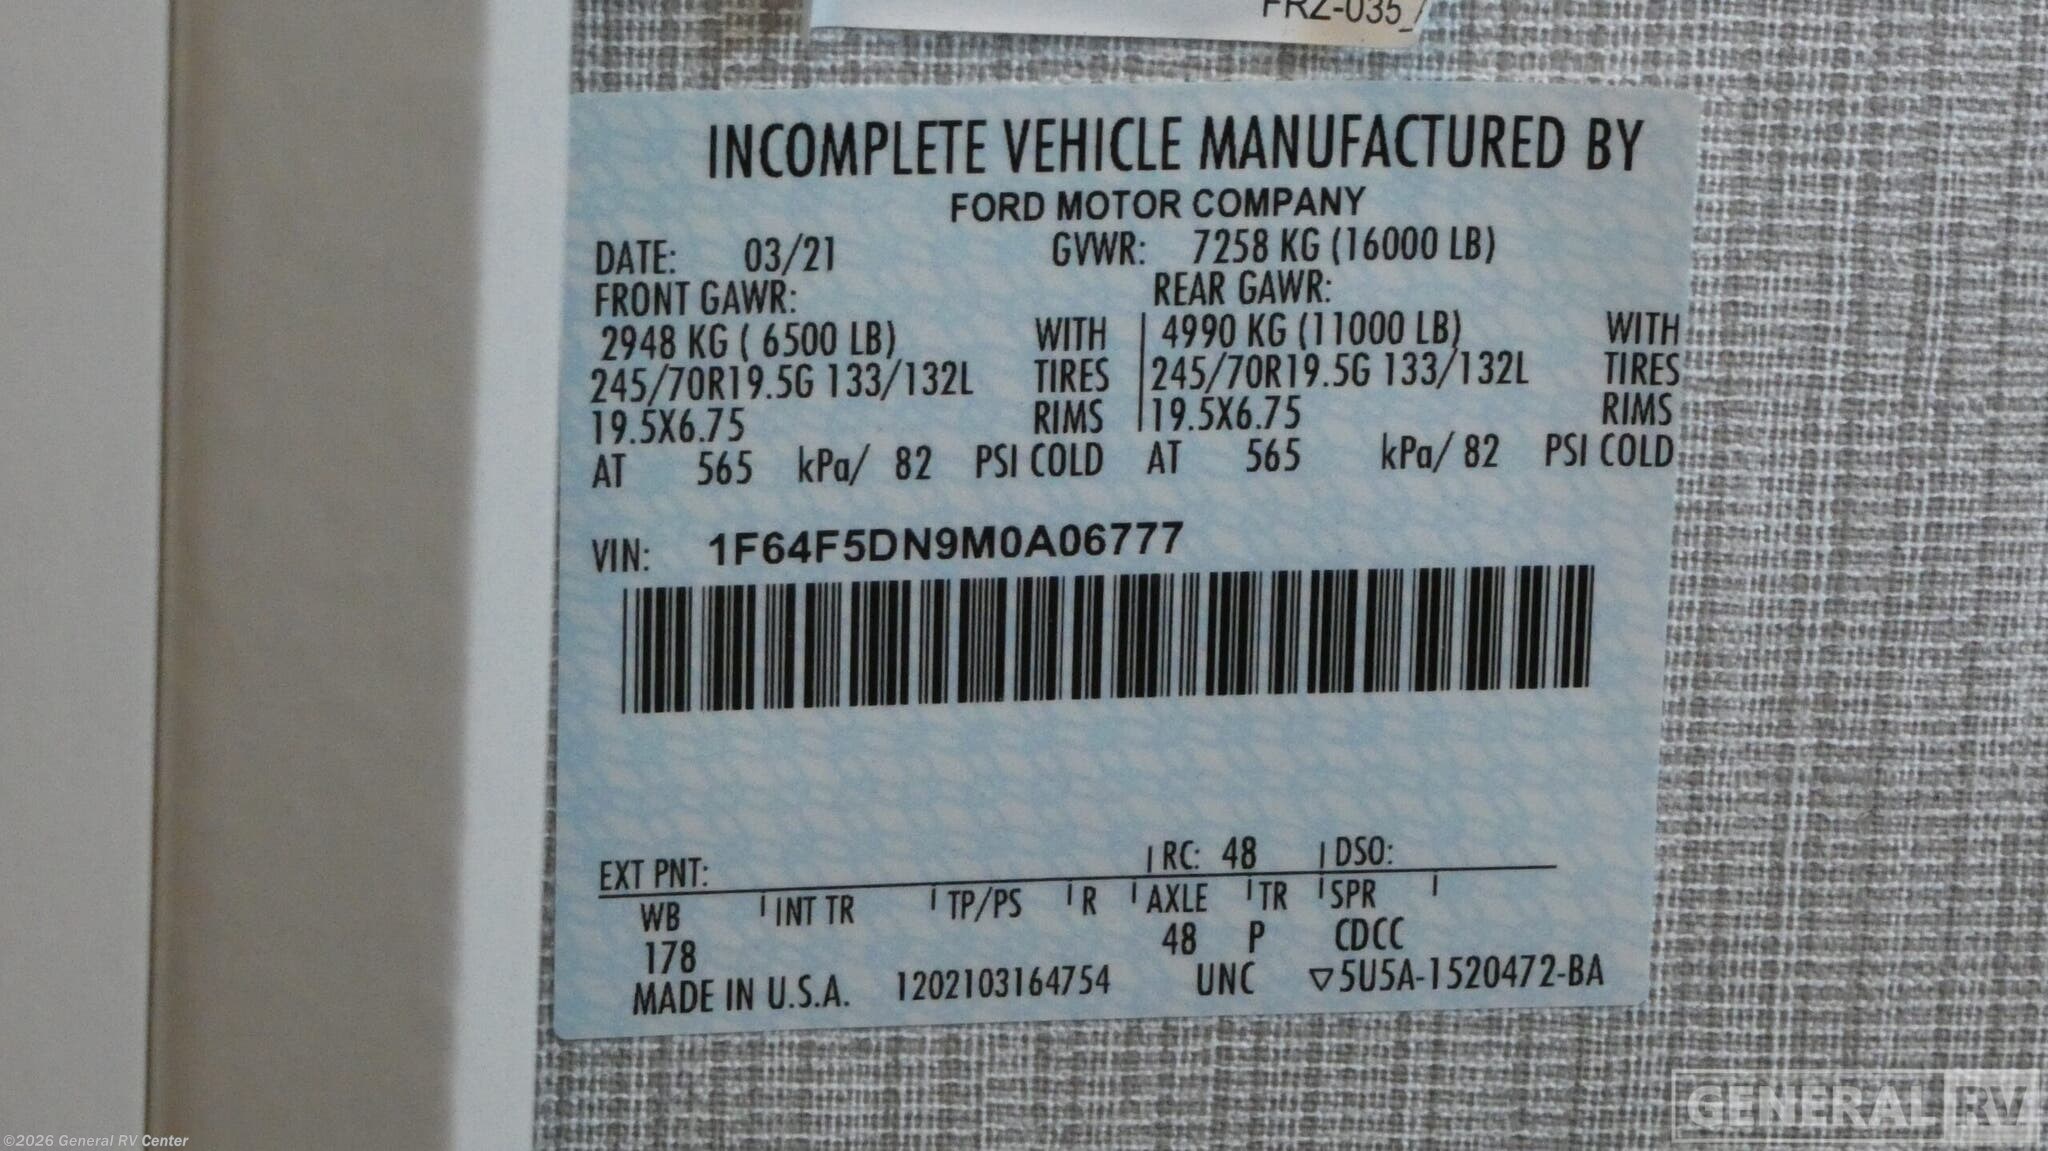 FRZ-035
INCOMPLETE VEHICLE MANUFACTURED BY
FORD MOTOR COMPANY
DATE: 03/21 GVWR: 7258 KG (16000 LB)
FRONT GAWR: REAR GAWR:
2948 KG ( 6500 LB) WITH | 4990 KG (11000 LB) WITH
245/70R19.5G 133/132L TIRES | 245/70R19.5G 133/132L TIRES
19.5X6.75 RIMS | 19.5X6.75 RIMS
AT 565 kPa/ 82 PSI COLD AT 565 kPa/ 82 PSI COLD
VIN: 1F64F5DN9M0A06777
EXT PNT: | RC: 48 | DSO:
WB | INT TR | TP/PS | R | AXLE | TR | SPR |
178 48 P CDCC
MADE IN U.S.A. 1202103164754 UNC ▽5U5A-1520472-BA
GENERAL RV
©2026 General RV Center